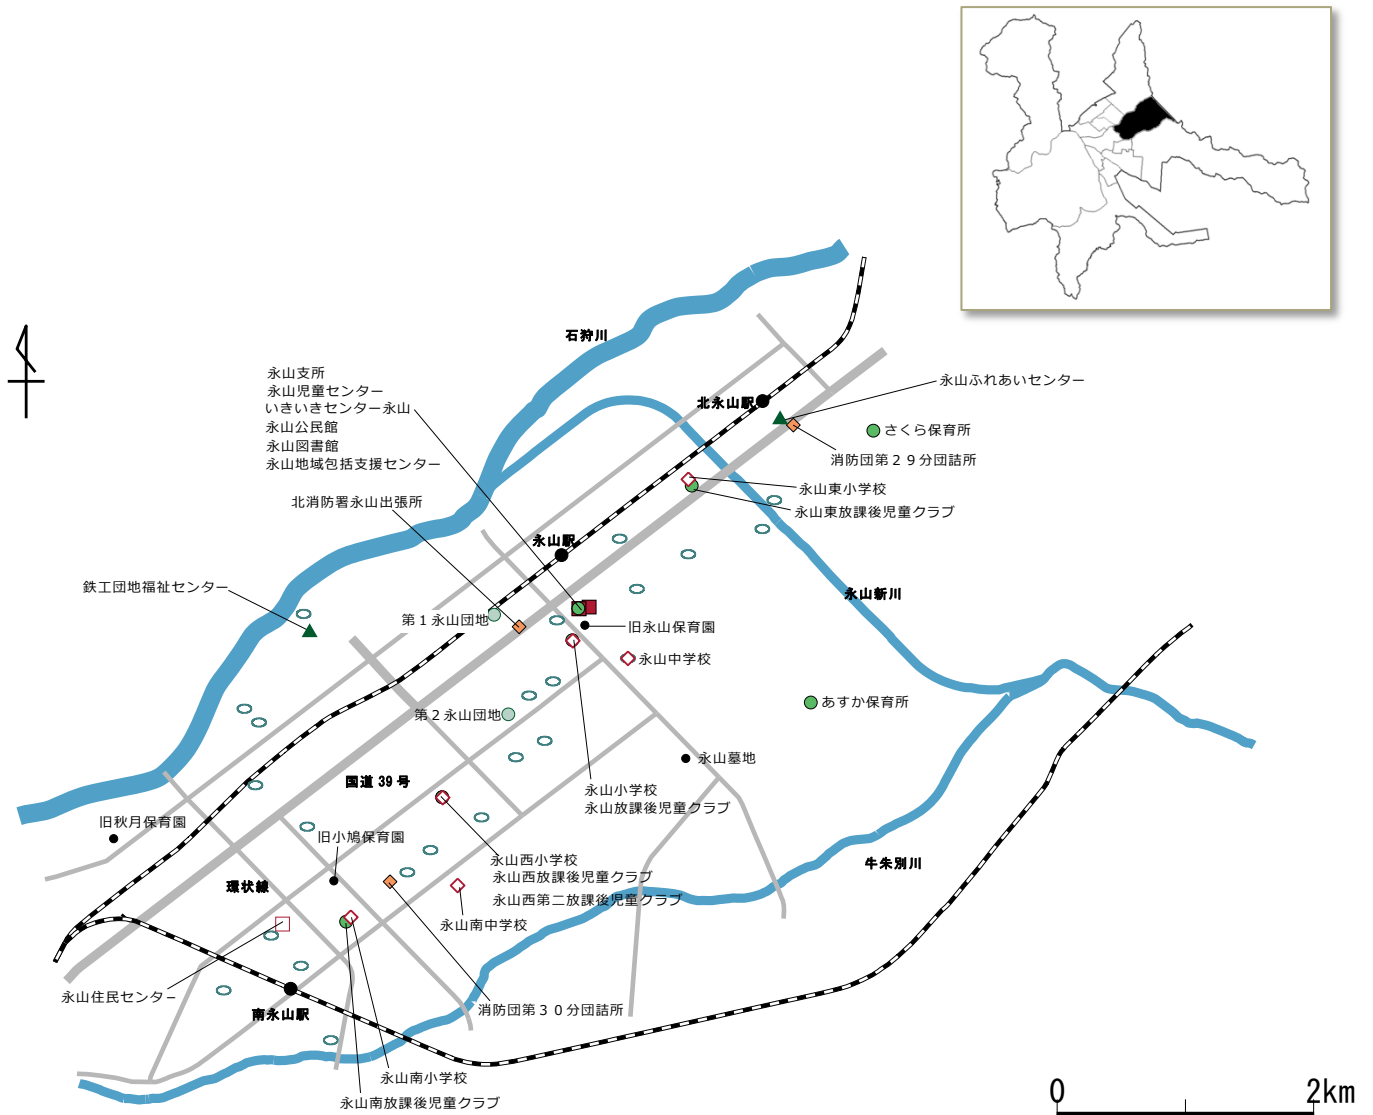 石狩川
永山支所
永山児童センター
いきいきセンター永山
永山公民館
永山図書館
永山地域包括支援センター
北永山駅
永山ふれあいセンター
さくら保育所
消防団第２９分団詰所
永山東小学校
永山東放課後児童クラブ
北消防署永山出張所
永山駅
鉄工団地福祉センター
永山新川
第１永山団地
旧永山保育園
永山中学校
あすか保育所
第２永山団地
永山墓地
国道 39 号
永山小学校
永山放課後児童クラブ
旧秋月保育園
旧小鳩保育園
永山西小学校
永山西放課後児童クラブ
永山西第二放課後児童クラブ
牛朱別川
環状線
永山南中学校
永山住民センター
南永山駅
消防団第３０分団詰所
永山南小学校
永山南放課後児童クラブ
0
2km